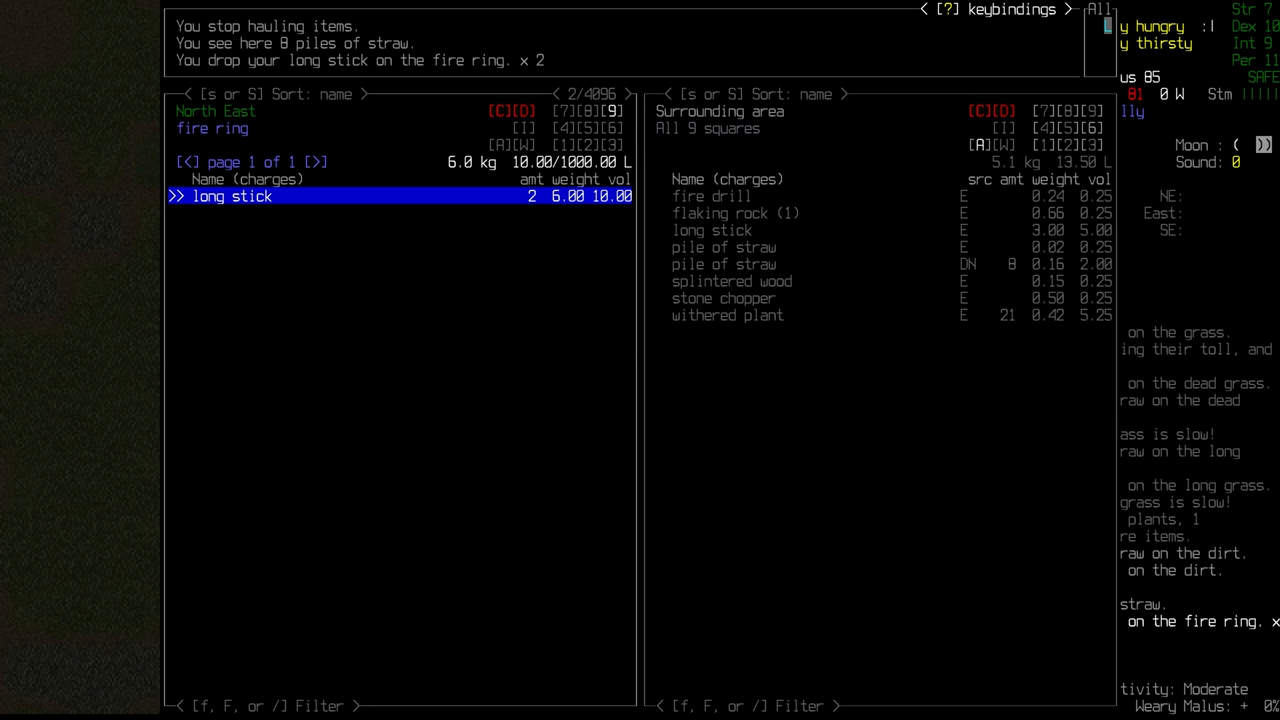 < [?] keybindings >
All
Str 7
You stop hauling items.
y hungry :|
Dex 10
You see here 8 piles of straw.
y thirsty
Int 9
You drop your long stick on the fire ring. x 2
Per 11
us 85
SAFE
< [s or S] Sort: name >
< 2/4096 >
< [s or S] Sort: name >
81 0 W Stm |||||
North East
[C][D] [7][8][9]
Surrounding area
[C][D] [7][8][9]
lly
fire ring
[I] [4][5][6]
All 9 squares
[I] [4][5][6]
[A][W] [1][2][3]
[A][W] [1][2][3]
Moon : ( ))
[<] page 1 of 1 [>]
6.0 kg 10.00/1000.00 L
5.1 kg 13.50 L
Sound: 0
Name (charges) amt weight vol
Name (charges) src amt weight vol
>> long stick 2 6.00 10.00
fire drill E 0.24 0.25
NE:
flaking rock (1) E 0.66 0.25
East:
long stick E 3.00 5.00
SE:
pile of straw E 0.02 0.25
pile of straw DN 8 0.16 2.00
splintered wood E 0.15 0.25
stone chopper E 0.50 0.25
withered plant E 21 0.42 5.25
on the grass.
ing their toll, and
on the dead grass.
raw on the dead
ass is slow!
raw on the long
on the long grass.
grass is slow!
plants, 1
re items.
raw on the dirt.
on the dirt.
straw.
on the fire ring. x
tivity: Moderate
< [f, F, or /] Filter >
< [f, F, or /] Filter >
Weary Malus: + 0%